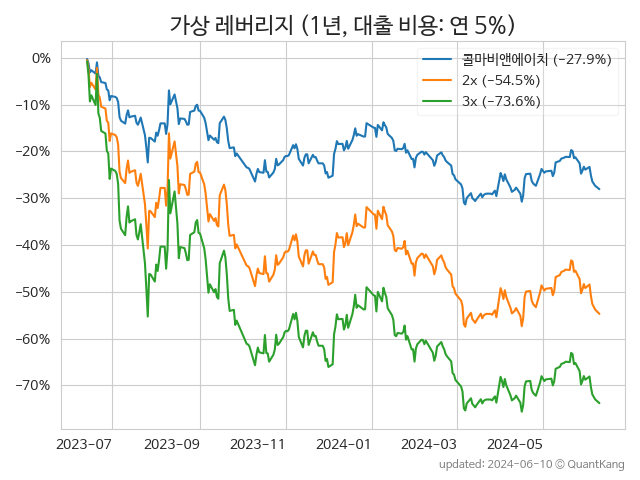 가상 레버리지 (1년, 대출 비용: 연 5%)
콜마비앤에이치 (−27.9%)
2x (−54.5%)
3x (−73.6%)
0%
−10%
−20%
−30%
−40%
−50%
−60%
−70%
2023-07
2023-09
2023-11
2024-01
2024-03
2024-05
updated: 2024-06-10 © QuantKang